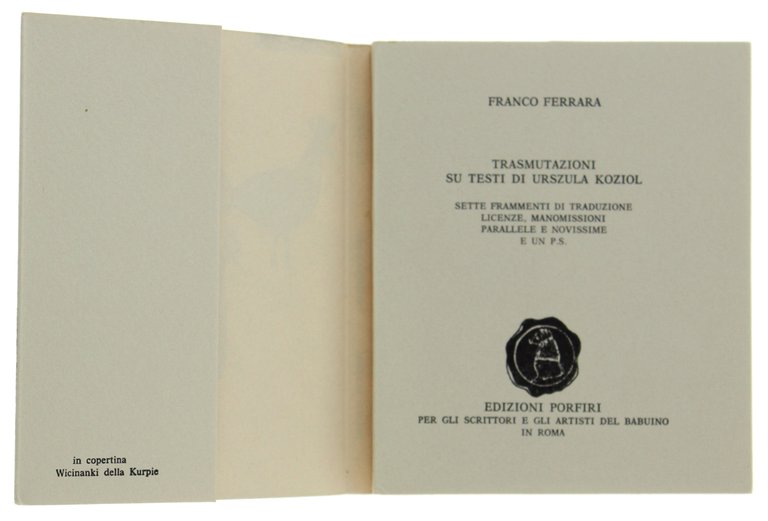 in copertina
Wicinanki della Kurpie
FRANCO FERRARA
TRASMUTAZIONI
SU TESTI DI URSZULA KOZIOL
SETTE FRAMMENTI DI TRADUZIONE
LICENZE, MANOMISSIONI
PARALLELE E NOVISSIME
E UN P.S.
EDIZIONI PORFIRI
PER GLI SCRITTORI E GLI ARTISTI DEL BABUINO
IN ROMA